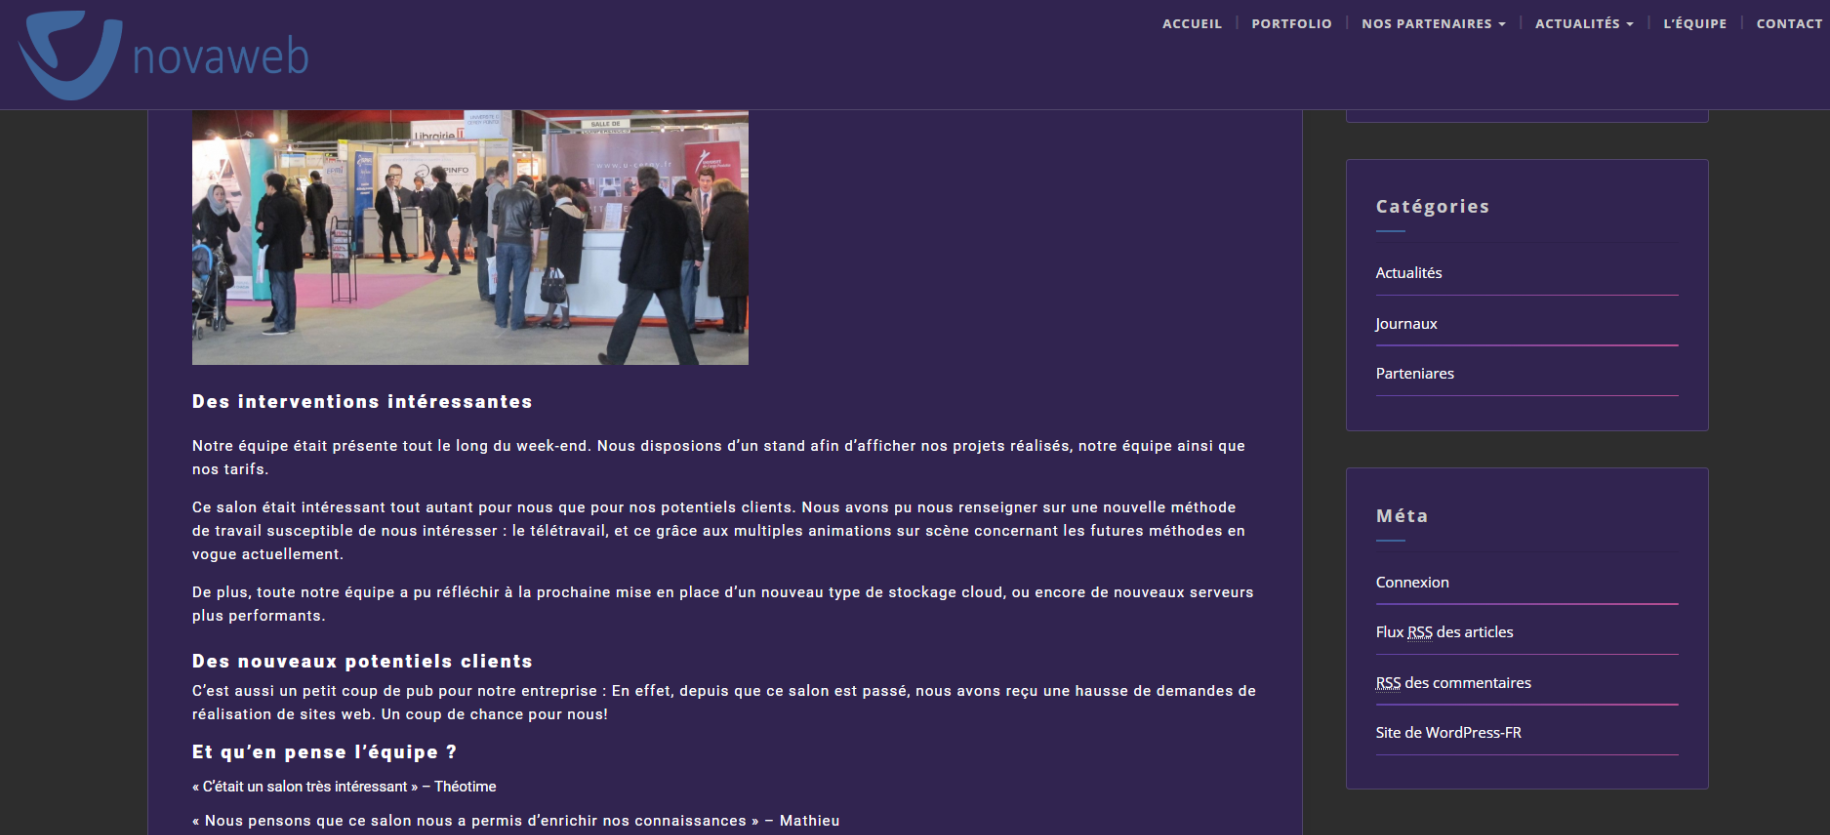 novaweb
ACCUEIL
PORTFOLIO
NOS PARTENAIRES
ACTUALITÉS
L'ÉQUIPE
CONTACT
Librairie
SALLE DE
Des interventions intéressantes
Notre équipe était présente tout le long du week-end. Nous disposions d’un stand afin d’afficher nos projets réalisés, notre équipe ainsi que
nos tarifs.
Ce salon était intéressant tout autant pour nous que pour nos potentiels clients. Nous avons pu nous renseigner sur une nouvelle méthode
de travail susceptible de nous intéresser : le télétravail, et ce grâce aux multiples animations sur scène concernant les futures méthodes en
vogue actuellement.
De plus, toute notre équipe a pu réfléchir à la prochaine mise en place d’un nouveau type de stockage cloud, ou encore de nouveaux serveurs
plus performants.
Des nouveaux potentiels clients
C’est aussi un petit coup de pub pour notre entreprise : En effet, depuis que ce salon est passé, nous avons reçu une hausse de demandes de
réalisation de sites web. Un coup de chance pour nous!
Et qu’en pense l’équipe ?
« C’était un salon très intéressant » – Théotime
« Nous pensons que ce salon nous a permis d’enrichir nos connaissances » – Mathieu
Catégories
Actualités
Journaux
Parteniares
Méta
Connexion
Flux RSS des articles
RSS des commentaires
Site de WordPress-FR